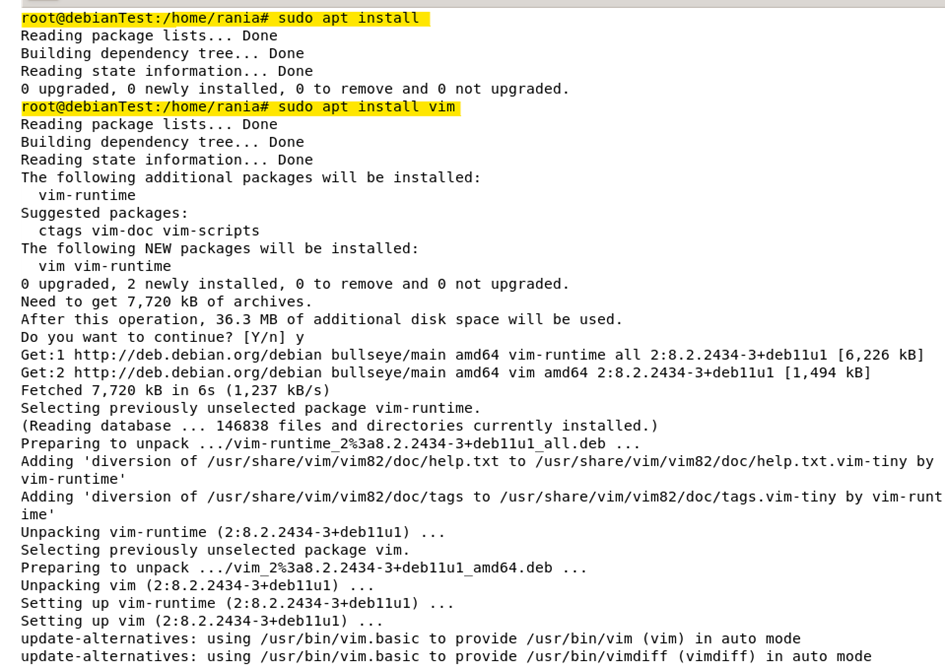 root@debianTest:/home/rania# sudo apt install
Reading package lists... Done
Building dependency tree... Done
Reading state information... Done
0 upgraded, 0 newly installed, 0 to remove and 0 not upgraded.
root@debianTest:/home/rania# sudo apt install vim
Reading package lists... Done
Building dependency tree... Done
Reading state information... Done
The following additional packages will be installed:
  vim-runtime
Suggested packages:
  ctags vim-doc vim-scripts
The following NEW packages will be installed:
  vim vim-runtime
0 upgraded, 2 newly installed, 0 to remove and 0 not upgraded.
Need to get 7,720 kB of archives.
After this operation, 36.3 MB of additional disk space will be used.
Do you want to continue? [Y/n] y
Get:1 http://deb.debian.org/debian bullseye/main amd64 vim-runtime all 2:8.2.2434-3+deb11u1 [6,226 kB]
Get:2 http://deb.debian.org/debian bullseye/main amd64 vim amd64 2:8.2.2434-3+deb11u1 [1,494 kB]
Fetched 7,720 kB in 6s (1,237 kB/s)
Selecting previously unselected package vim-runtime.
(Reading database ... 146838 files and directories currently installed.)
Preparing to unpack .../vim-runtime_2%3a8.2.2434-3+deb11u1_all.deb ...
Adding 'diversion of /usr/share/vim/vim82/doc/help.txt to /usr/share/vim/vim82/doc/help.txt.vim-tiny by
vim-runtime'
Adding 'diversion of /usr/share/vim/vim82/doc/tags to /usr/share/vim/vim82/doc/tags.vim-tiny by vim-runt
ime'
Unpacking vim-runtime (2:8.2.2434-3+deb11u1) ...
Selecting previously unselected package vim.
Preparing to unpack .../vim_2%3a8.2.2434-3+deb11u1_amd64.deb ...
Unpacking vim (2:8.2.2434-3+deb11u1) ...
Setting up vim-runtime (2:8.2.2434-3+deb11u1) ...
Setting up vim (2:8.2.2434-3+deb11u1) ...
update-alternatives: using /usr/bin/vim.basic to provide /usr/bin/vim (vim) in auto mode
update-alternatives: using /usr/bin/vim.basic to provide /usr/bin/vimdiff (vimdiff) in auto mode